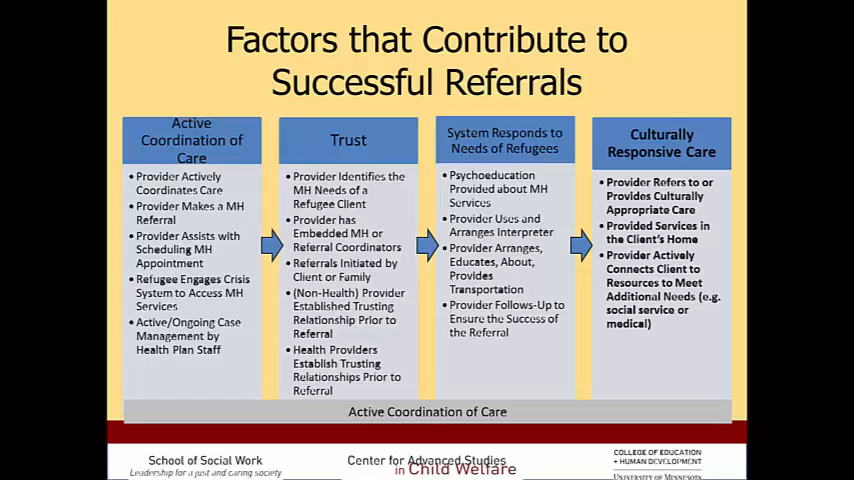 Factors that Contribute to
Successful Referrals
Active
Coordination of
Care
• Provider Actively
Coordinates Care
• Provider Makes a MH
Referral
• Provider Assists with
Scheduling MH
Appointment
• Refugee Engages Crisis
System to Access MH
Services
• Active/Ongoing Case
Management by
Health Plan Staff
Trust
• Provider Identifies the
MH Needs of a
Refugee Client
• Provider has
Embedded MH or
Referral Coordinators
• Referrals Initiated by
Client or Family
• (Non-Health) Provider
Established Trusting
Relationship Prior to
Referral
• Health Providers
Establish Trusting
Relationships Prior to
Referral
System Responds to
Needs of Refugees
• Psychoeducation
Provided about MH
Services
• Provider Uses and
Arranges Interpreter
• Provider Arranges,
Educates, About,
Provides
Transportation
• Provider Follows-Up to
Ensure the Success of
the Referral
Culturally
Responsive Care
• Provider Refers to or
Provides Culturally
Appropriate Care
• Provided Services in
the Client's Home
• Provider Actively
Connects Client to
Resources to Meet
Additional Needs (e.g.
social service or
medical)
Active Coordination of Care
School of Social Work
Leadership for a just and caring society
Center for Advanced Studies
in Child Welfare
COLLEGE OF EDUCATION
+ HUMAN DEVELOPMENT
UNIVERSITY OF MINNESOTA